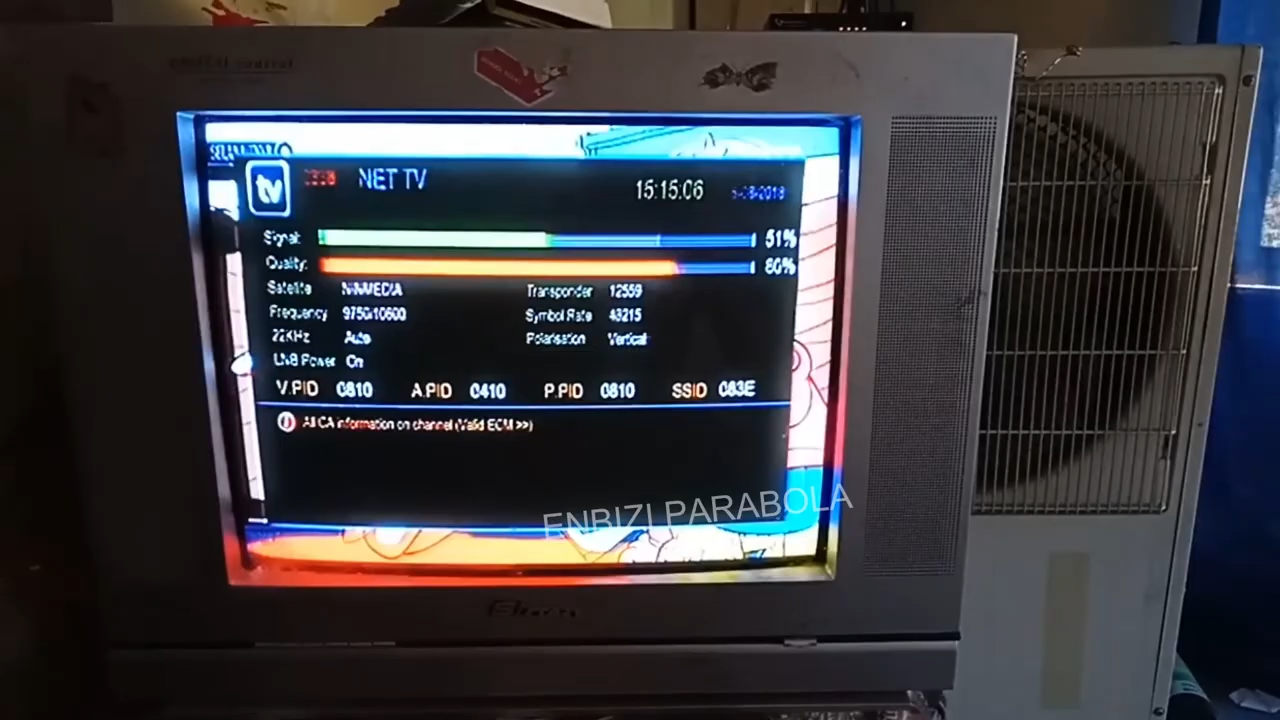 tv NET TV 15:15:06
Signal: 51%
Quality: 80%
Satelite NINMEDIA Transponder 12559
Frequency 9750/10600 Symbol Rate 43215
22KHz Auto Polarisation Vertical
LNB Power On
V.PID 0810 A.PID 0410 P.PID 0810 SSID 083E
All CA information on channel (Valid ECM >>)
ENBIZI PARABOLA